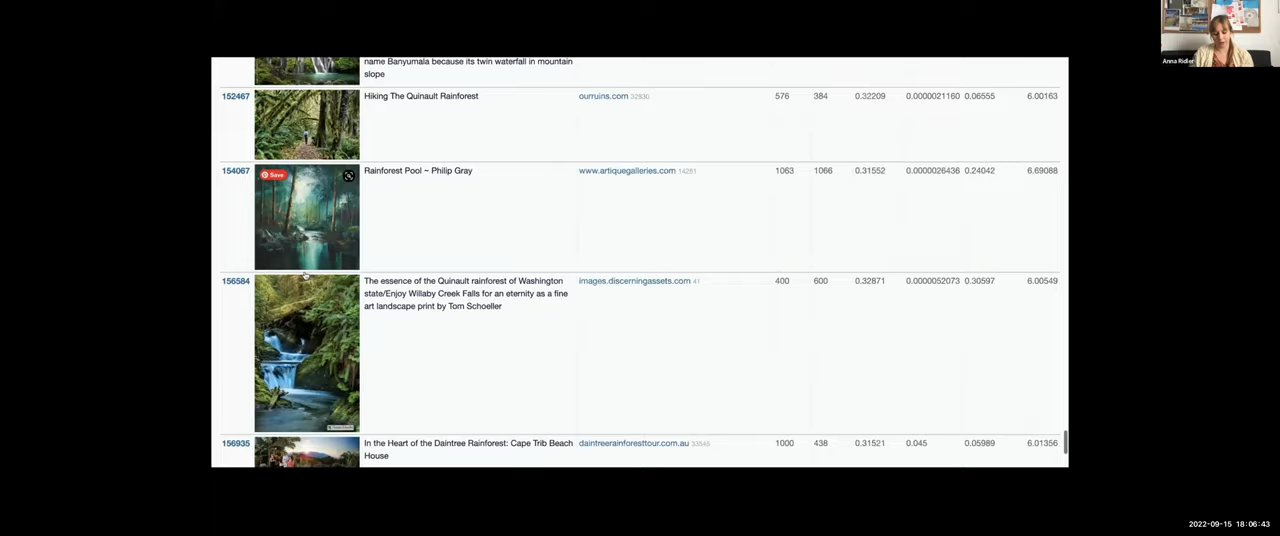 name Banyumala because its twin waterfall in mountain
slope
152467 Hiking The Quinault Rainforest ourruins.com 32830 576 384 0.32209 0.0000021160 0.06555 6.00163
154067 Save Rainforest Pool ~ Philip Gray www.artiquegalleries.com 14281 1063 1066 0.31552 0.0000026436 0.24042 6.69088
156584 The essence of the Quinault rainforest of Washington images.discerningassets.com 41 400 600 0.32871 0.0000052073 0.30597 6.00549
state/Enjoy Willaby Creek Falls for an eternity as a fine
art landscape print by Tom Schoeller
156935 In the Heart of the Daintree Rainforest: Cape Trib Beach daintreerainforesttour.com.au 33545 1000 438 0.31521 0.045 0.05989 6.01356
House
Anna Ridler
2022-09-15 18:06:43